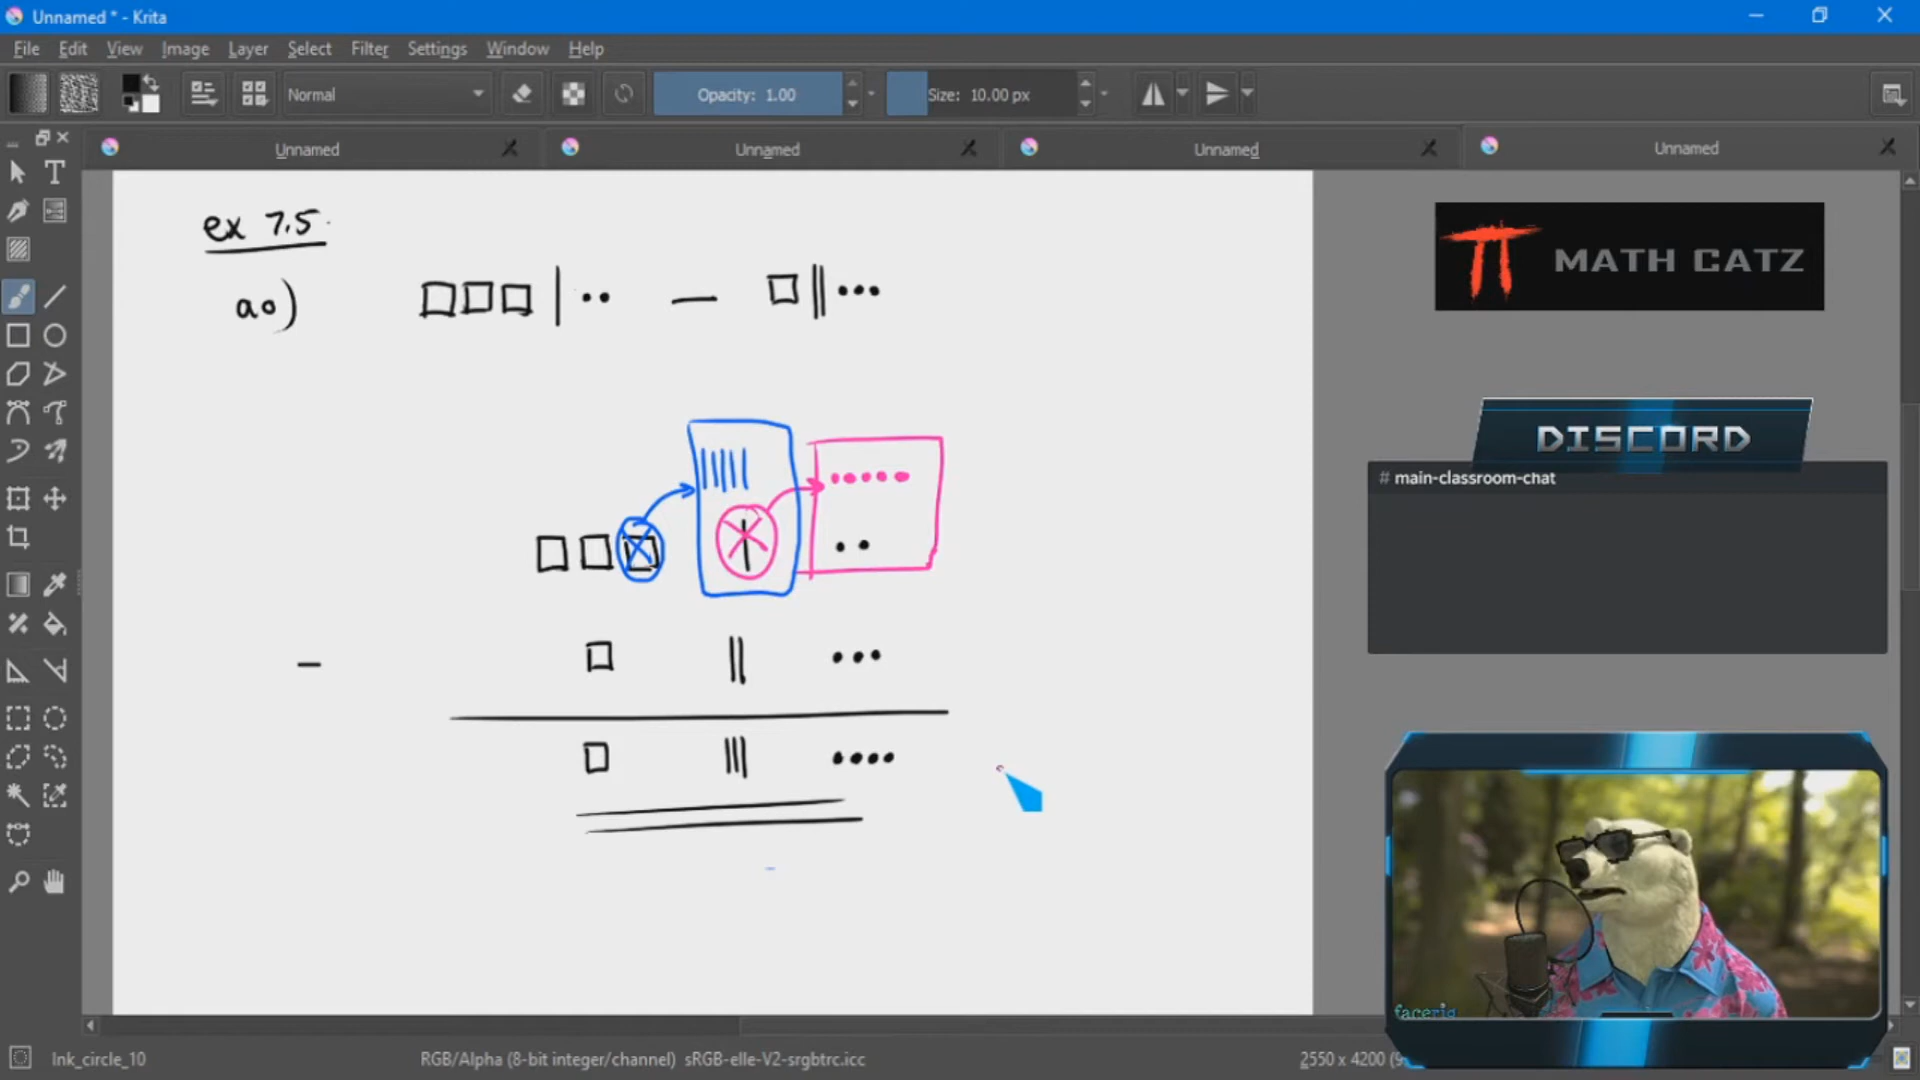 Unnamed * - Krita
File Edit View Image Layer Select Filter Settings Window Help
Normal Opacity: 1.00 Size: 10.00 px
Unnamed Unnamed Unnamed Unnamed
ex 7.5
ao)
MATH CATZ
DISCORD
# main-classroom-chat
facerig
Ink_circle_10 RGB/Alpha (8-bit integer/channel) sRGB-elle-V2-srgbtrc.icc 2550 x 4200